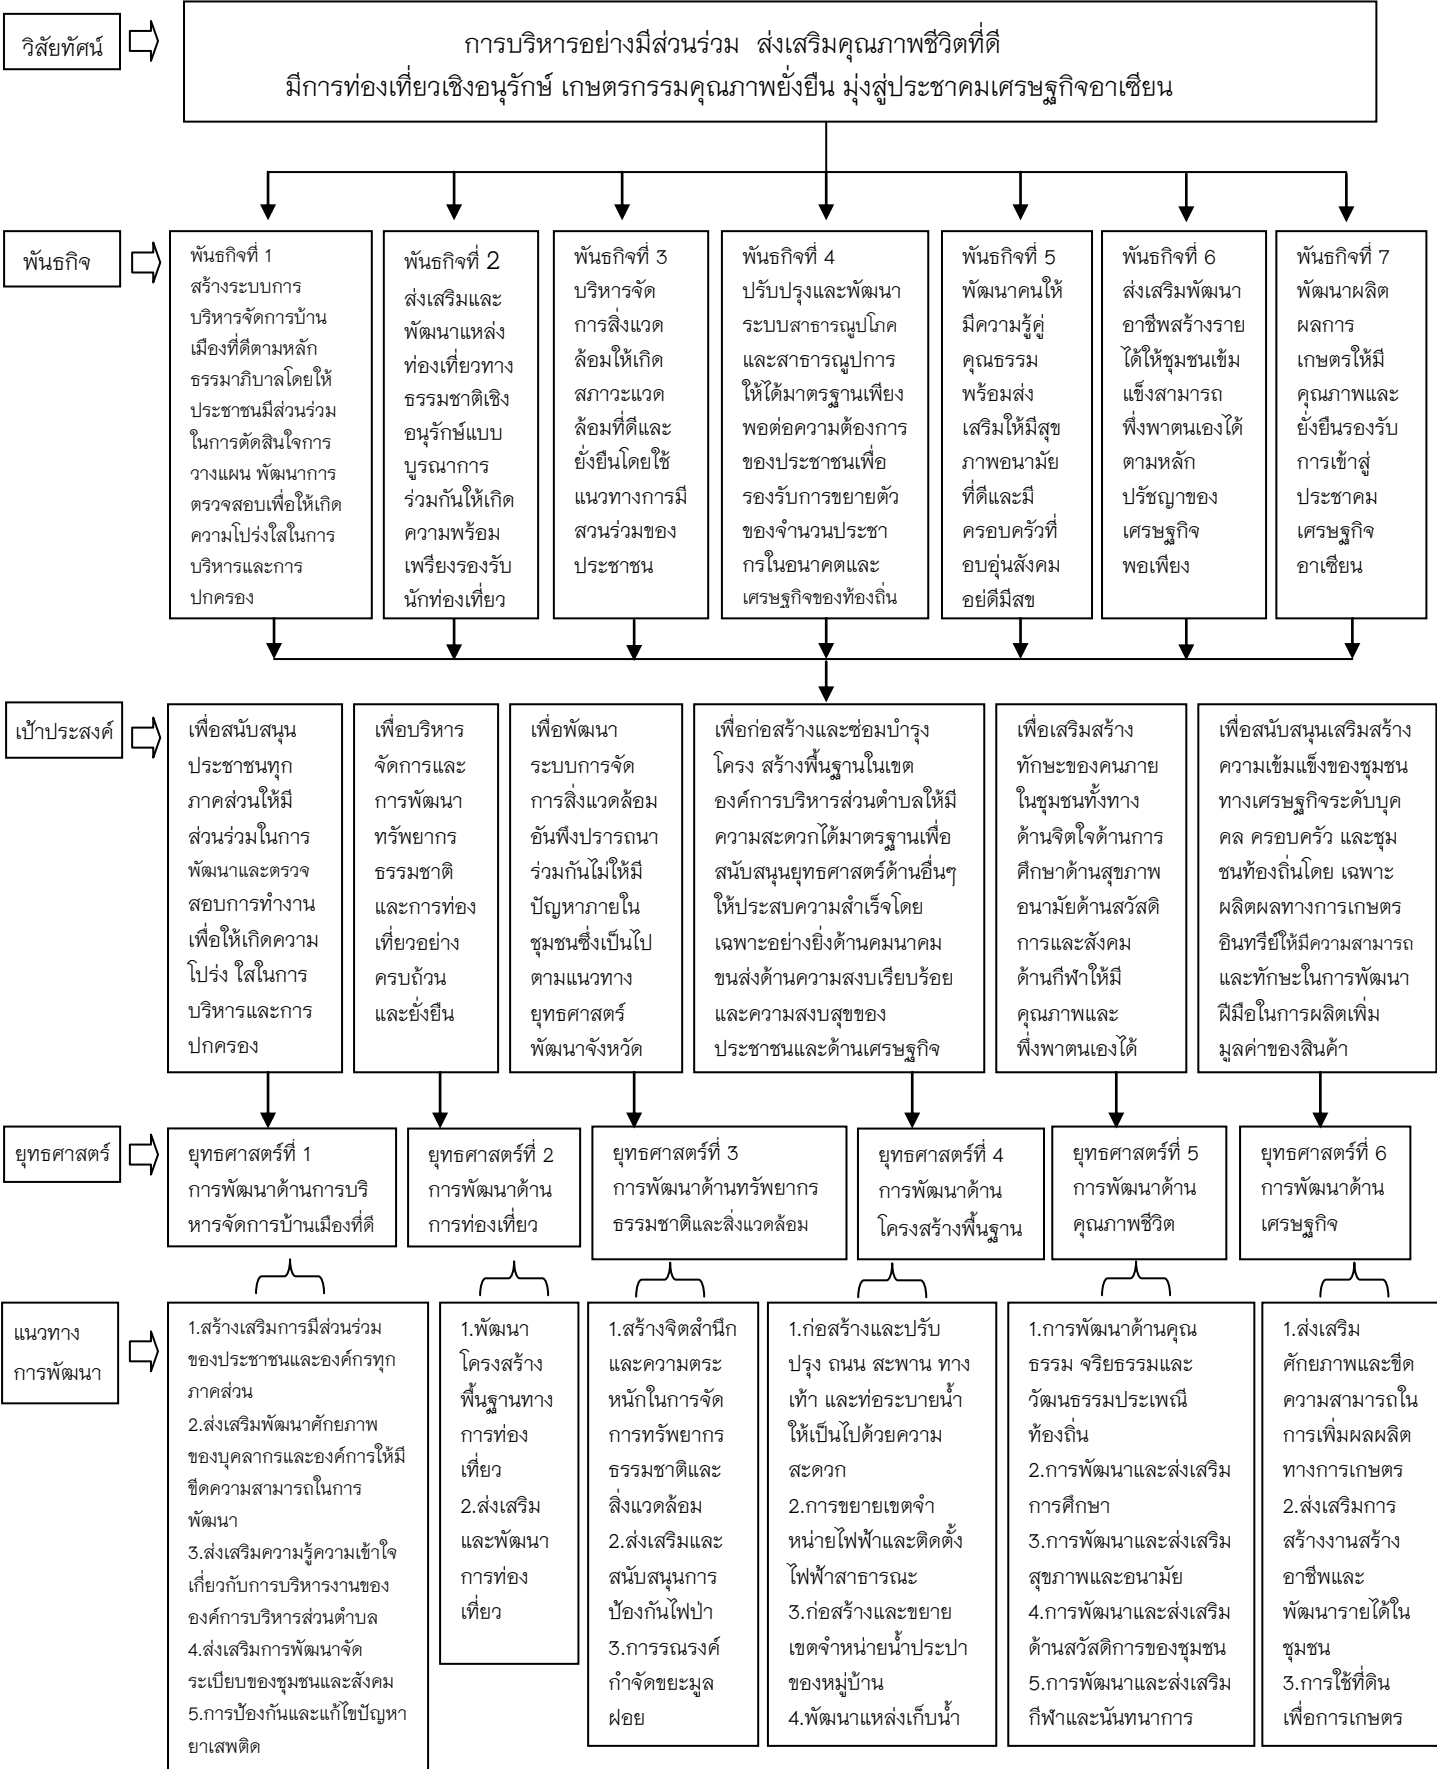 วิสัยทัศน์
การบริหารอย่างมีส่วนร่วม ส่งเสริมคุณภาพชีวิตที่ดี
มีการท่องเที่ยวเชิงอนุรักษ์ เกษตรกรรมคุณภาพยั่งยืน มุ่งสู่ประชาคมเศรษฐกิจอาเซียน
พันธกิจ
พันธกิจที่ 1
สร้างระบบการ
บริหารจัดการบ้าน
เมืองที่ดีตามหลัก
ธรรมาภิบาลโดยให้
ประชาชนมีส่วนร่วม
ในการตัดสินใจการ
วางแผน พัฒนาการ
ตรวจสอบเพื่อให้เกิด
ความโปร่งใสในการ
บริหารและการ
ปกครอง
พันธกิจที่ 2
ส่งเสริมและ
พัฒนาแหล่ง
ท่องเที่ยวทาง
ธรรมชาติเชิง
อนุรักษ์แบบ
บูรณาการ
ร่วมกันให้เกิด
ความพร้อม
เพรียงรองรับ
นักท่องเที่ยว
พันธกิจที่ 3
บริหารจัด
การสิ่งแวด
ล้อมให้เกิด
สภาวะแวด
ล้อมที่ดีและ
ยั่งยืนโดยใช้
แนวทางการมี
สวนร่วมของ
ประชาชน
พันธกิจที่ 4
ปรับปรุงและพัฒนา
ระบบสาธารณูปโภค
และสาธารณูปการ
ให้ได้มาตรฐานเพียง
พอต่อความต้องการ
ของประชาชนเพื่อ
รองรับการขยายตัว
ของจำนวนประชา
กรในอนาคตและ
เศรษฐกิจของท้องถิ่น
พันธกิจที่ 5
พัฒนาคนให้
มีความรู้คู่
คุณธรรม
พร้อมส่ง
เสริมให้มีสุข
ภาพอนามัย
ที่ดีและมี
ครอบครัวที่
อบอุ่นสังคม
อยู่ดีมีสุข
พันธกิจที่ 6
ส่งเสริมพัฒนา
อาชีพสร้างราย
ได้ให้ชุมชนเข้ม
แข็งสามารถ
พึ่งพาตนเองได้
ตามหลัก
ปรัชญาของ
เศรษฐกิจ
พอเพียง
พันธกิจที่ 7
พัฒนาผลิต
ผลการ
เกษตรให้มี
คุณภาพและ
ยั่งยืนรองรับ
การเข้าสู่
ประชาคม
เศรษฐกิจ
อาเซียน
เป้าประสงค์
เพื่อสนับสนุน
ประชาชนทุก
ภาคส่วนให้มี
ส่วนร่วมในการ
พัฒนาและตรวจ
สอบการทำงาน
เพื่อให้เกิดความ
โปร่ง ใสในการ
บริหารและการ
ปกครอง
เพื่อบริหาร
จัดการและ
การพัฒนา
ทรัพยากร
ธรรมชาติ
และการท่อง
เที่ยวอย่าง
ครบถ้วน
และยั่งยืน
เพื่อพัฒนา
ระบบการจัด
การสิ่งแวดล้อม
อันพึงปรารถนา
ร่วมกันไม่ให้มี
ปัญหาภายใน
ชุมชนซึ่งเป็นไป
ตามแนวทาง
ยุทธศาสตร์
พัฒนาจังหวัด
เพื่อก่อสร้างและซ่อมบำรุง
โครง สร้างพื้นฐานในเขต
องค์การบริหารส่วนตำบลให้มี
ความสะดวกได้มาตรฐานเพื่อ
สนับสนุนยุทธศาสตร์ด้านอื่นๆ
ให้ประสบความสำเร็จโดย
เฉพาะอย่างยิ่งด้านคมนาคม
ขนส่งด้านความสงบเรียบร้อย
และความสงบสุขของ
ประชาชนและด้านเศรษฐกิจ
เพื่อเสริมสร้าง
ทักษะของคนภาย
ในชุมชนทั้งทาง
ด้านจิตใจด้านการ
ศึกษาด้านสุขภาพ
อนามัยด้านสวัสดิ
การและสังคม
ด้านกีฬาให้มี
คุณภาพและ
พึ่งพาตนเองได้
เพื่อสนับสนุนเสริมสร้าง
ความเข้มแข็งของชุมชน
ทางเศรษฐกิจระดับบุค
คล ครอบครัว และชุม
ชนท้องถิ่นโดย เฉพาะ
ผลิตผลทางการเกษตร
อินทรีย์ให้มีความสามารถ
และทักษะในการพัฒนา
ฝีมือในการผลิตเพิ่ม
มูลค่าของสินค้า
ยุทธศาสตร์
ยุทธศาสตร์ที่ 1
การพัฒนาด้านการบริ
หารจัดการบ้านเมืองที่ดี
ยุทธศาสตร์ที่ 2
การพัฒนาด้าน
การท่องเที่ยว
ยุทธศาสตร์ที่ 3
การพัฒนาด้านทรัพยากร
ธรรมชาติและสิ่งแวดล้อม
ยุทธศาสตร์ที่ 4
การพัฒนาด้าน
โครงสร้างพื้นฐาน
ยุทธศาสตร์ที่ 5
การพัฒนาด้าน
คุณภาพชีวิต
ยุทธศาสตร์ที่ 6
การพัฒนาด้าน
เศรษฐกิจ
แนวทาง
การพัฒนา
1.สร้างเสริมการมีส่วนร่วม
ของประชาชนและองค์กรทุก
ภาคส่วน
2.ส่งเสริมพัฒนาศักยภาพ
ของบุคลากรและองค์การให้มี
ขีดความสามารถในการ
พัฒนา
3.ส่งเสริมความรู้ความเข้าใจ
เกี่ยวกับการบริหารงานของ
องค์การบริหารส่วนตำบล
4.ส่งเสริมการพัฒนาจัด
ระเบียบของชุมชนและสังคม
5.การป้องกันและแก้ไขปัญหา
ยาเสพติด
1.พัฒนา
โครงสร้าง
พื้นฐานทาง
การท่อง
เที่ยว
2.ส่งเสริม
และพัฒนา
การท่อง
เที่ยว
1.สร้างจิตสำนึก
และความตระ
หนักในการจัด
การทรัพยากร
ธรรมชาติและ
สิ่งแวดล้อม
2.ส่งเสริมและ
สนับสนุนการ
ป้องกันไฟป่า
3.การรณรงค์
กำจัดขยะมูล
ฝอย
1.ก่อสร้างและปรับ
ปรุง ถนน สะพาน ทาง
เท้า และท่อระบายน้ำ
ให้เป็นไปด้วยความ
สะดวก
2.การขยายเขตจำ
หน่ายไฟฟ้าและติดตั้ง
ไฟฟ้าสาธารณะ
3.ก่อสร้างและขยาย
เขตจำหน่ายน้ำประปา
ของหมู่บ้าน
4.พัฒนาแหล่งเก็บน้ำ
1.การพัฒนาด้านคุณ
ธรรม จริยธรรมและ
วัฒนธรรมประเพณี
ท้องถิ่น
2.การพัฒนาและส่งเสริม
การศึกษา
3.การพัฒนาและส่งเสริม
สุขภาพและอนามัย
4.การพัฒนาและส่งเสริม
ด้านสวัสดิการของชุมชน
5.การพัฒนาและส่งเสริม
กีฬาและนันทนาการ
1.ส่งเสริม
ศักยภาพและขีด
ความสามารถใน
การเพิ่มผลผลิต
ทางการเกษตร
2.ส่งเสริมการ
สร้างงานสร้าง
อาชีพและ
พัฒนารายได้ใน
ชุมชน
3.การใช้ที่ดิน
เพื่อการเกษตร